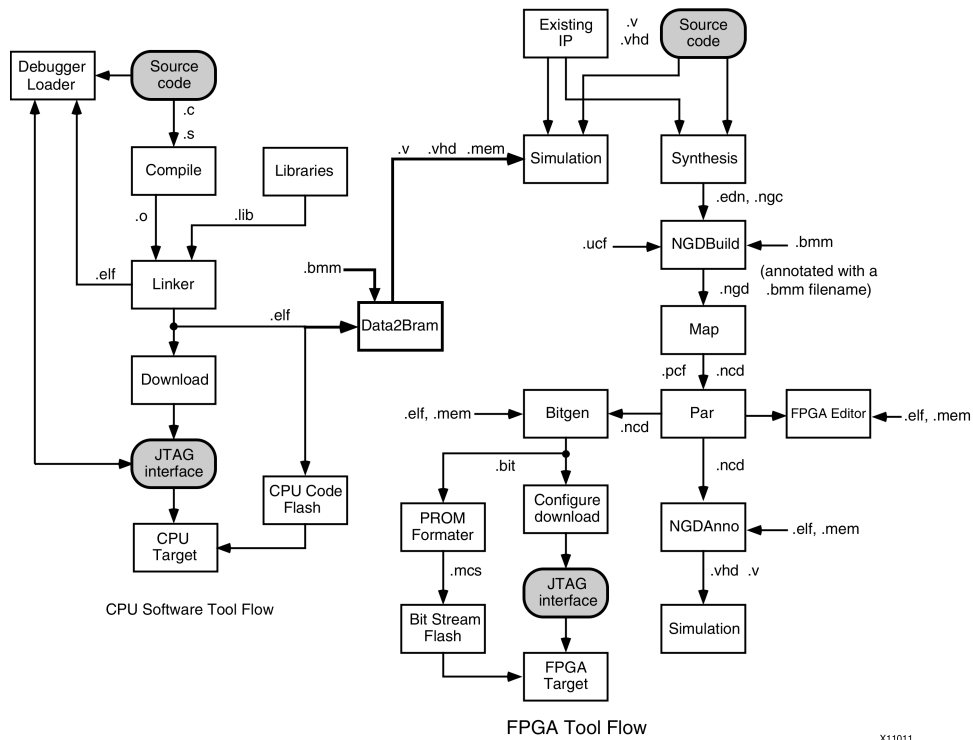 Existing
IP
.v
.vhd
Source
code
Debugger
Loader
Source
code
.c
.s
Compile
Libraries
.v .vhd .mem
Simulation
Synthesis
.o
.lib
.edn, .ngc
.elf
Linker
.bmm
.ucf
NGDBuild
.bmm
(annotated with a
.bmm filename)
.ngd
.elf
Data2Bram
Map
Download
.pcf .ncd
.elf, .mem
Bitgen
.ncd
Par
FPGA Editor
.elf, .mem
JTAG
interface
.bit
.ncd
CPU Code
Flash
PROM
Formater
Configure
download
NGDAnno
.elf, .mem
CPU
Target
.mcs
.vhd .v
JTAG
interface
CPU Software Tool Flow
Bit Stream
Flash
Simulation
FPGA
Target
FPGA Tool Flow
X11011